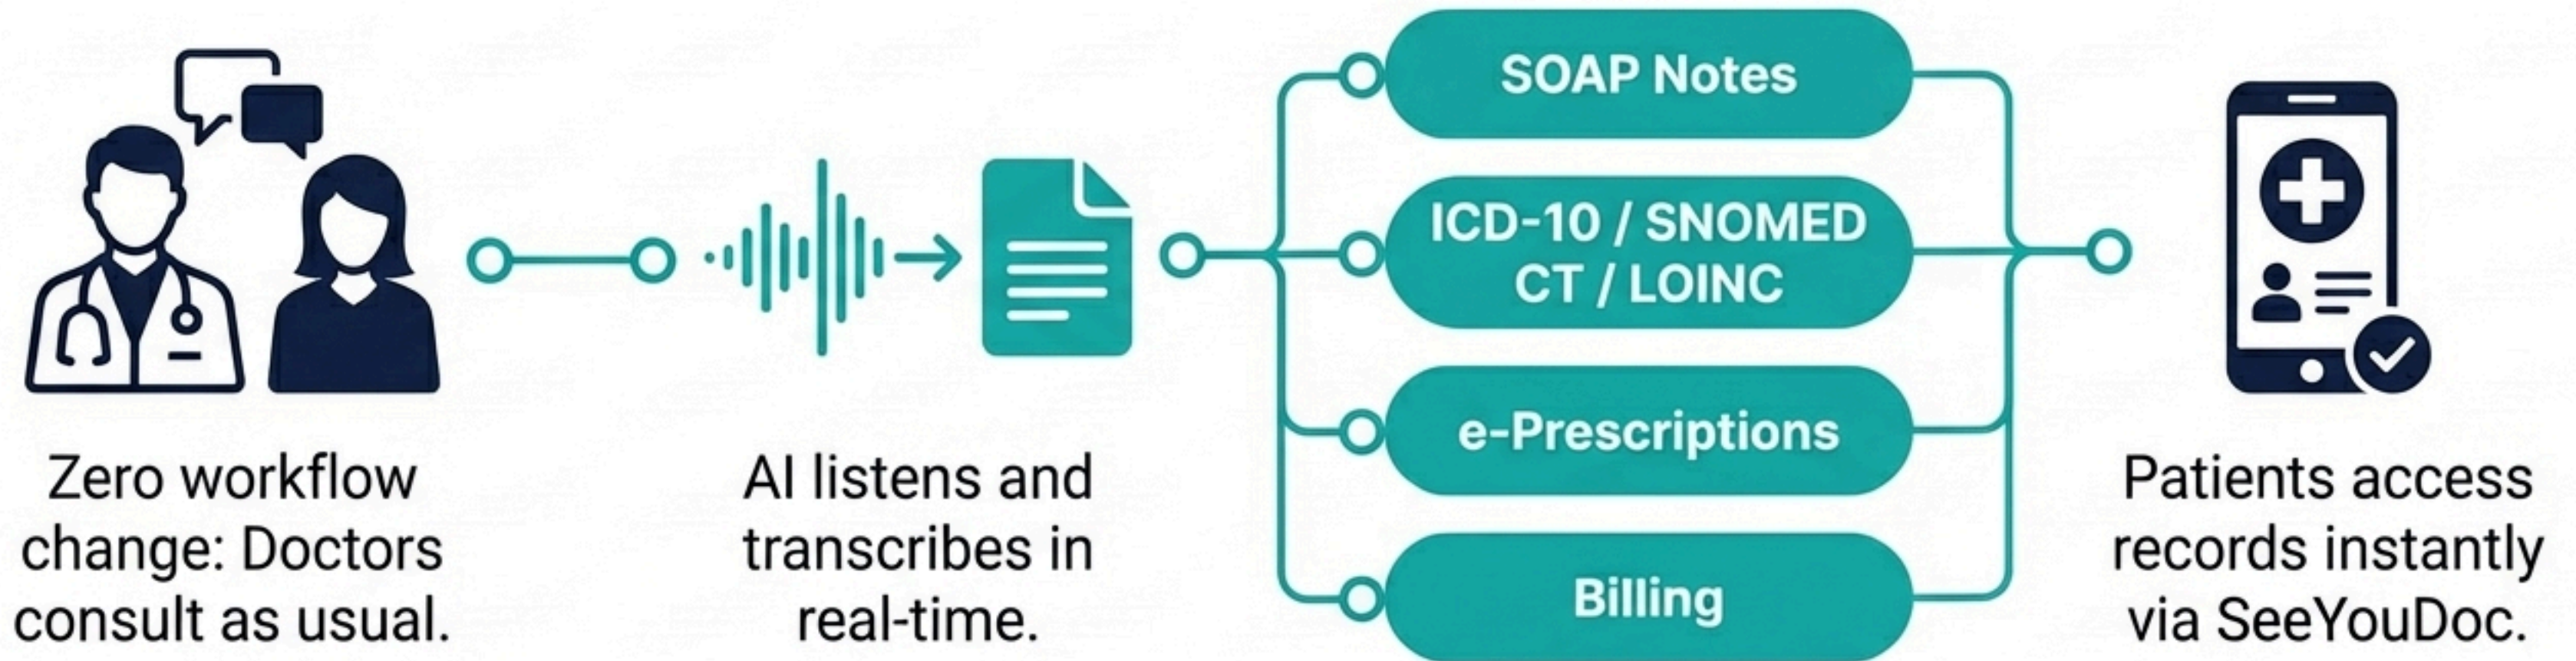 Zero workflow
change: Doctors
consult as usual.
AI listens and
transcribes in
real-time.
SOAP Notes
ICD-10 / SNOMED
CT / LOINC
e-Prescriptions
Billing
Patients access
records instantly
via SeeYouDoc.